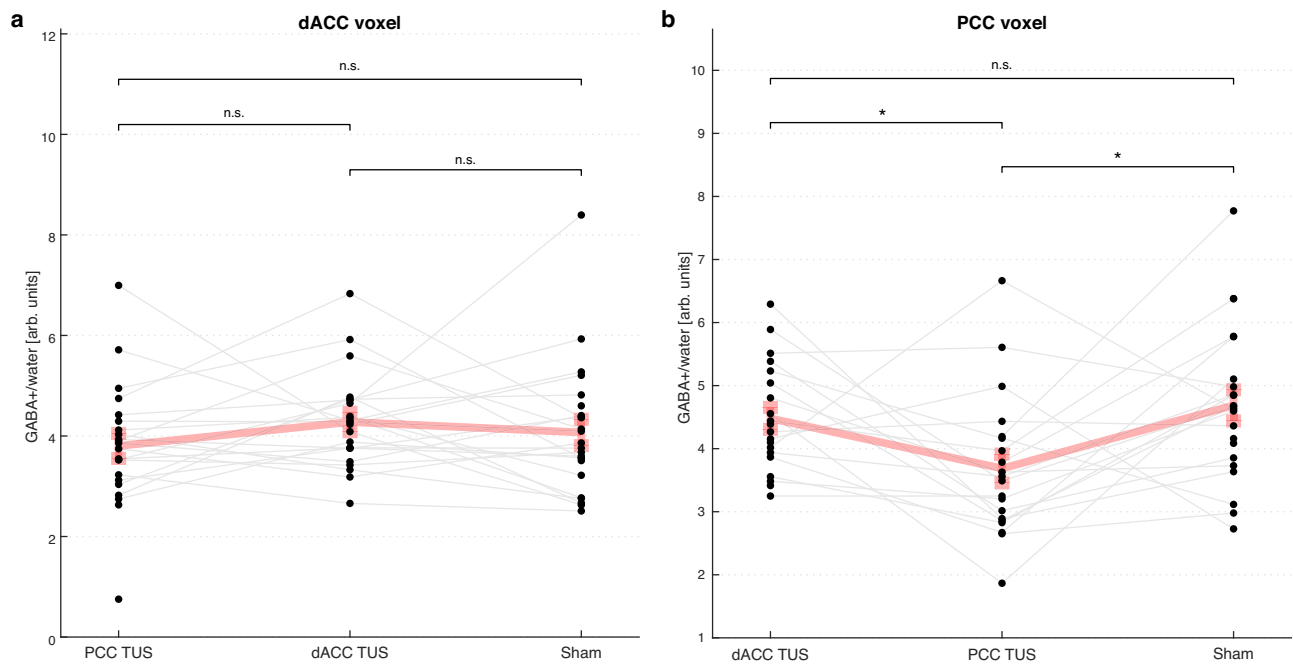 a
dACC voxel
12
10
8
6
4
2
0
GABA+/water [arb. units]
n.s.
n.s.
n.s.
PCC TUS
dACC TUS
Sham
b
PCC voxel
10
9
8
7
6
5
4
3
2
1
GABA+/water [arb. units]
n.s.
*
*
dACC TUS
PCC TUS
Sham